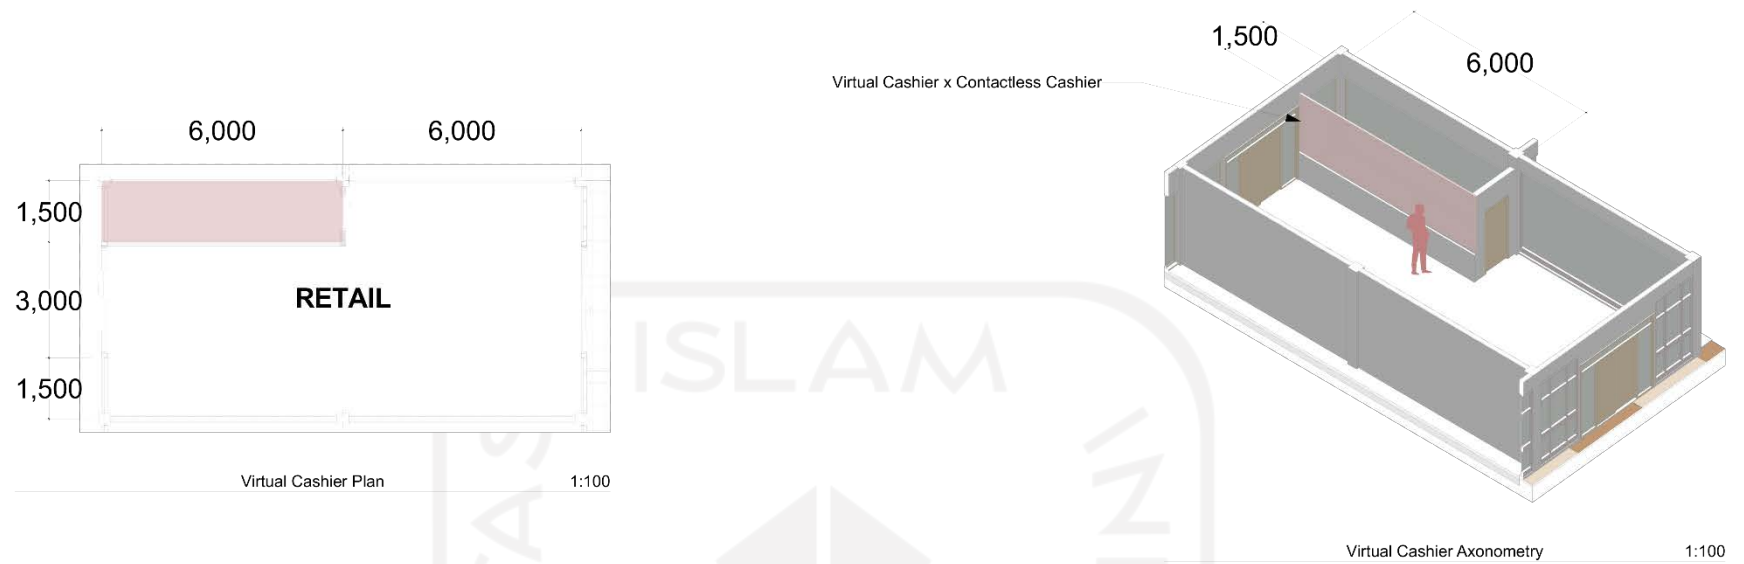 6,000
6,000
1,500
3,000
1,500
RETAIL
Virtual Cashier Plan
1:100
1,500
6,000
Virtual Cashier x Contactless Cashier
Virtual Cashier Axonometry
1:100
ISLAM